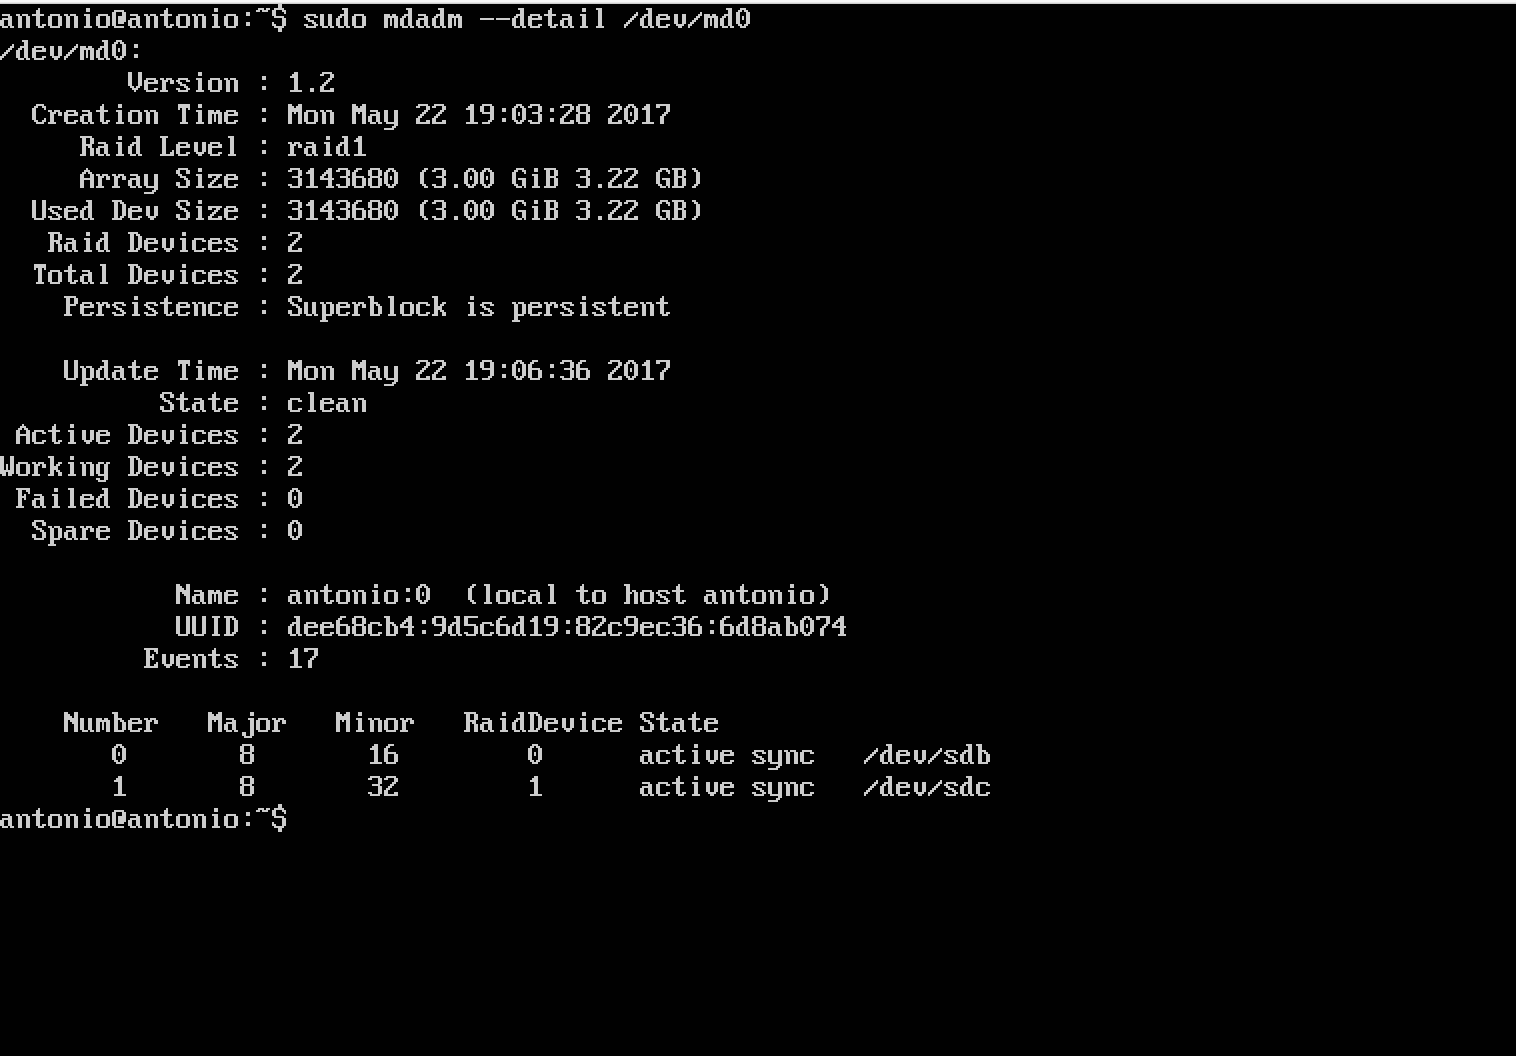 antonio@antonio:~$ sudo mdadm --detail /dev/md0
/dev/md0:
Version : 1.2
Creation Time : Mon May 22 19:03:28 2017
Raid Level : raid1
Array Size : 3143680 (3.00 GiB 3.22 GB)
Used Dev Size : 3143680 (3.00 GiB 3.22 GB)
Raid Devices : 2
Total Devices : 2
Persistence : Superblock is persistent
Update Time : Mon May 22 19:06:36 2017
State : clean
Active Devices : 2
Working Devices : 2
Failed Devices : 0
Spare Devices : 0
Name : antonio:0  (local to host antonio)
UUID : dee68cb4:9d5c6d19:82c9ec36:6d8ab074
Events : 17
Number   Major   Minor   RaidDevice State
0       8       16        0      active sync   /dev/sdb
1       8       32        1      active sync   /dev/sdc
antonio@antonio:~$